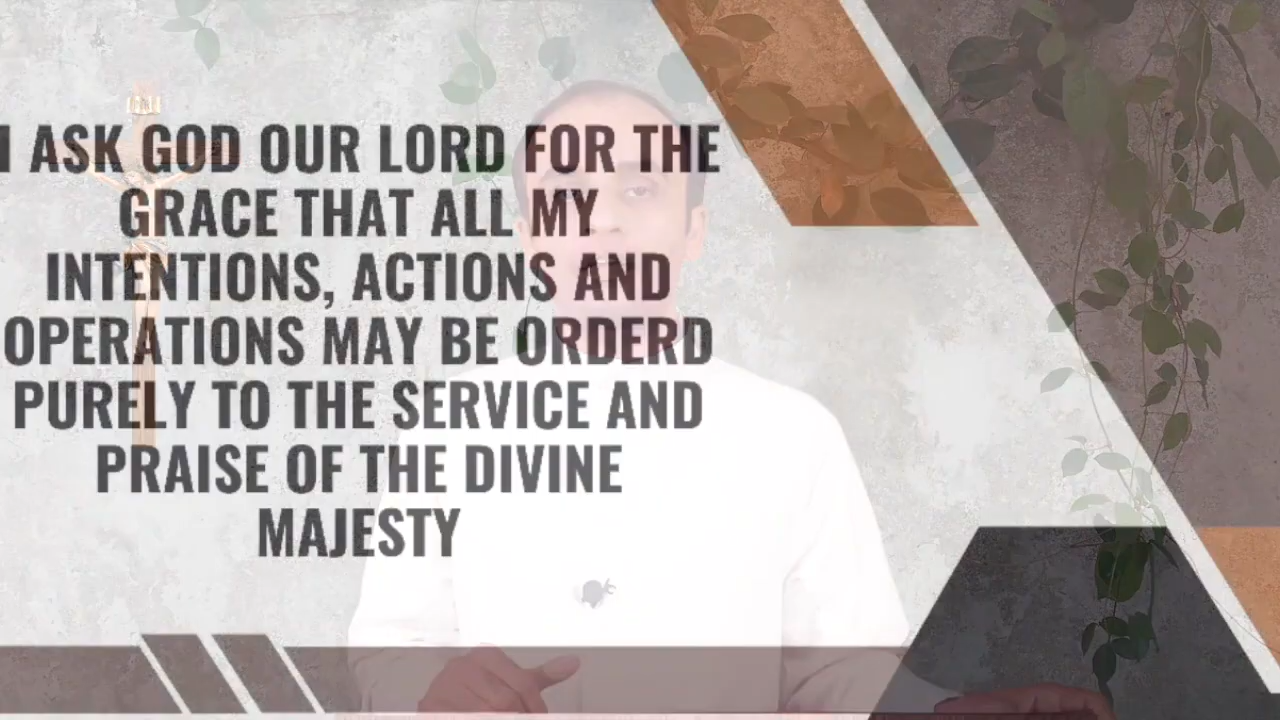 I ASK GOD OUR LORD FOR THE
GRACE THAT ALL MY
INTENTIONS, ACTIONS AND
OPERATIONS MAY BE ORDERD
PURELY TO THE SERVICE AND
PRAISE OF THE DIVINE
MAJESTY